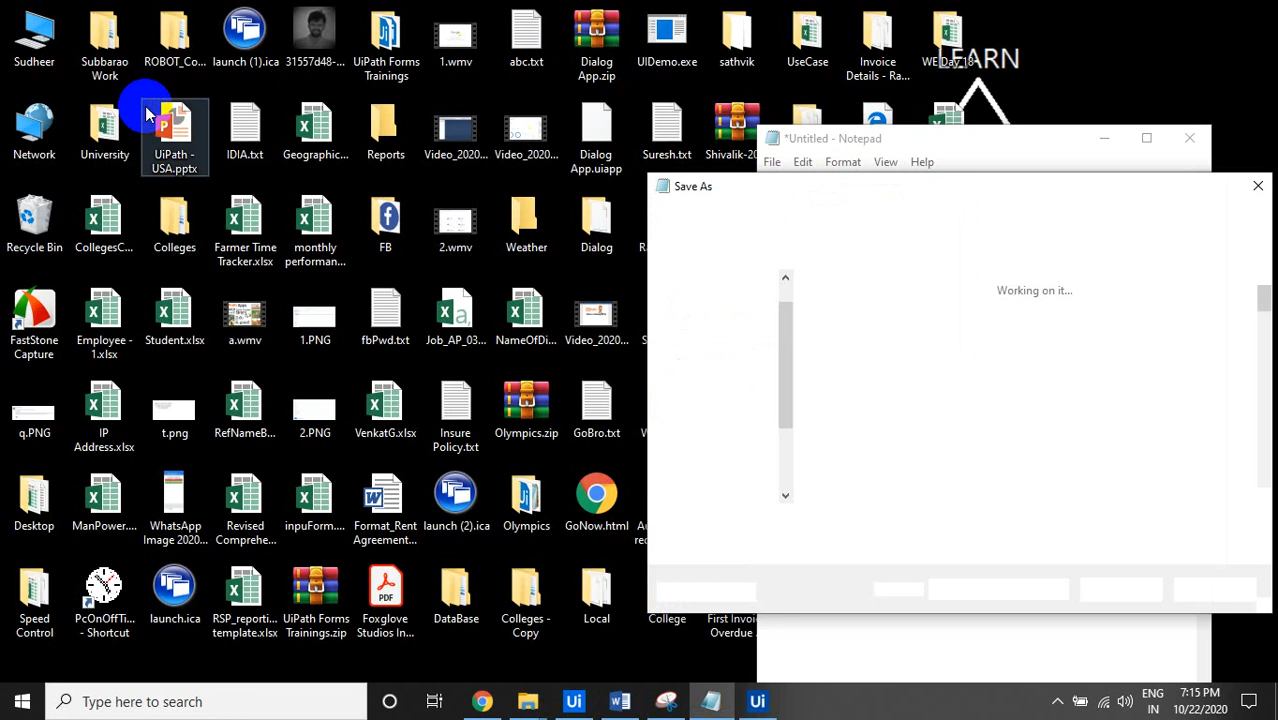 Sudheer
Subbarao
Work
ROBOT_Co...
launch (1).ica
31557d48-...
UiPath Forms
Trainings
1.wmv
abc.txt
Dialog
App.zip
UIDemo.exe
sathvik
UseCase
Invoice
Details - Ra...
LEARN
Network
University
UiPath -
USA.pptx
IDIA.txt
Geographic...
Reports
Video_2020...
Video_2020...
Dialog
App.uiapp
Suresh.txt
Shivalik-20
*Untitled - Notepad
File Edit Format View Help
Save As
Working on it...
Recycle Bin
CollegesC...
Colleges
Farmer Time
Tracker.xlsx
monthly
performan...
FB
2.wmv
Weather
Dialog
FastStone
Capture
Employee -
1.xlsx
Student.xlsx
a.wmv
1.PNG
fbPwd.txt
Job_AP_03...
NameOfDi...
Video_2020...
q.PNG
IP
Address.xlsx
t.png
RefNameB...
2.PNG
VenkatG.xlsx
Insure
Policy.txt
Olympics.zip
GoBro.txt
Desktop
ManPower....
WhatsApp
Image 2020...
Revised
Comprehe...
inpuForm....
Format_Rent
Agreement...
launch (2).ica
Olympics
GoNow.html
Speed
Control
PcOnOffTi...
- Shortcut
launch.ica
RSP_reporti...
template.xlsx
UiPath Forms
Trainings.zip
PDF
Foxglove
Studios In...
DataBase
Colleges -
Copy
Local
College
First Invoi
Overdue
Type here to search
ENG
IN
7:15 PM
10/22/2020